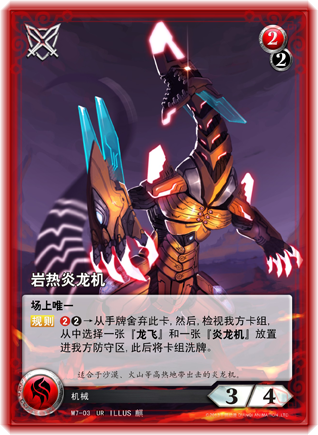 2
2
岩热炎龙机
场上唯一
规则 2 2→从手牌舍弃此卡,然后,检视我方卡组,
从中选择一张『龙飞』和一张『炎龙机』放置
进我方防守区,此后将卡组洗牌。
适合于沙漠、火山等高热地带出击的炎龙机。
机械
3/4
W7-03 UR ILLUS 麒